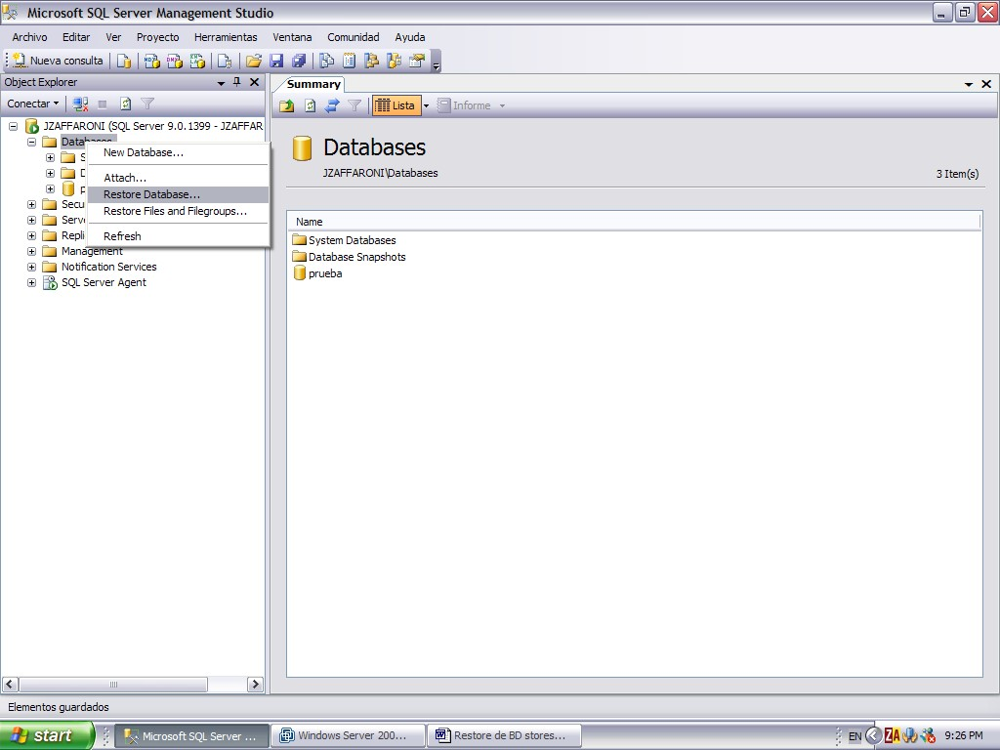 Microsoft SQL Server Management Studio
Archivo Editar Ver Proyecto Herramientas Ventana Comunidad Ayuda
Nueva consulta
Object Explorer
Conectar
JZAFFARONI (SQL Server 9.0.1399 - JZAFFAR
Databases
New Database...
Attach...
Restore Database...
Restore Files and Filegroups...
Refresh
Secu
Serve
Repli
Management
Notification Services
SQL Server Agent
Summary
Lista Informe
Databases
JZAFFARONI\Databases
3 Item(s)
Name
System Databases
Database Snapshots
prueba
Elementos guardados
start
Microsoft SQL Server ...
Windows Server 200...
Restore de BD stores...
EN
ZA
9:26 PM